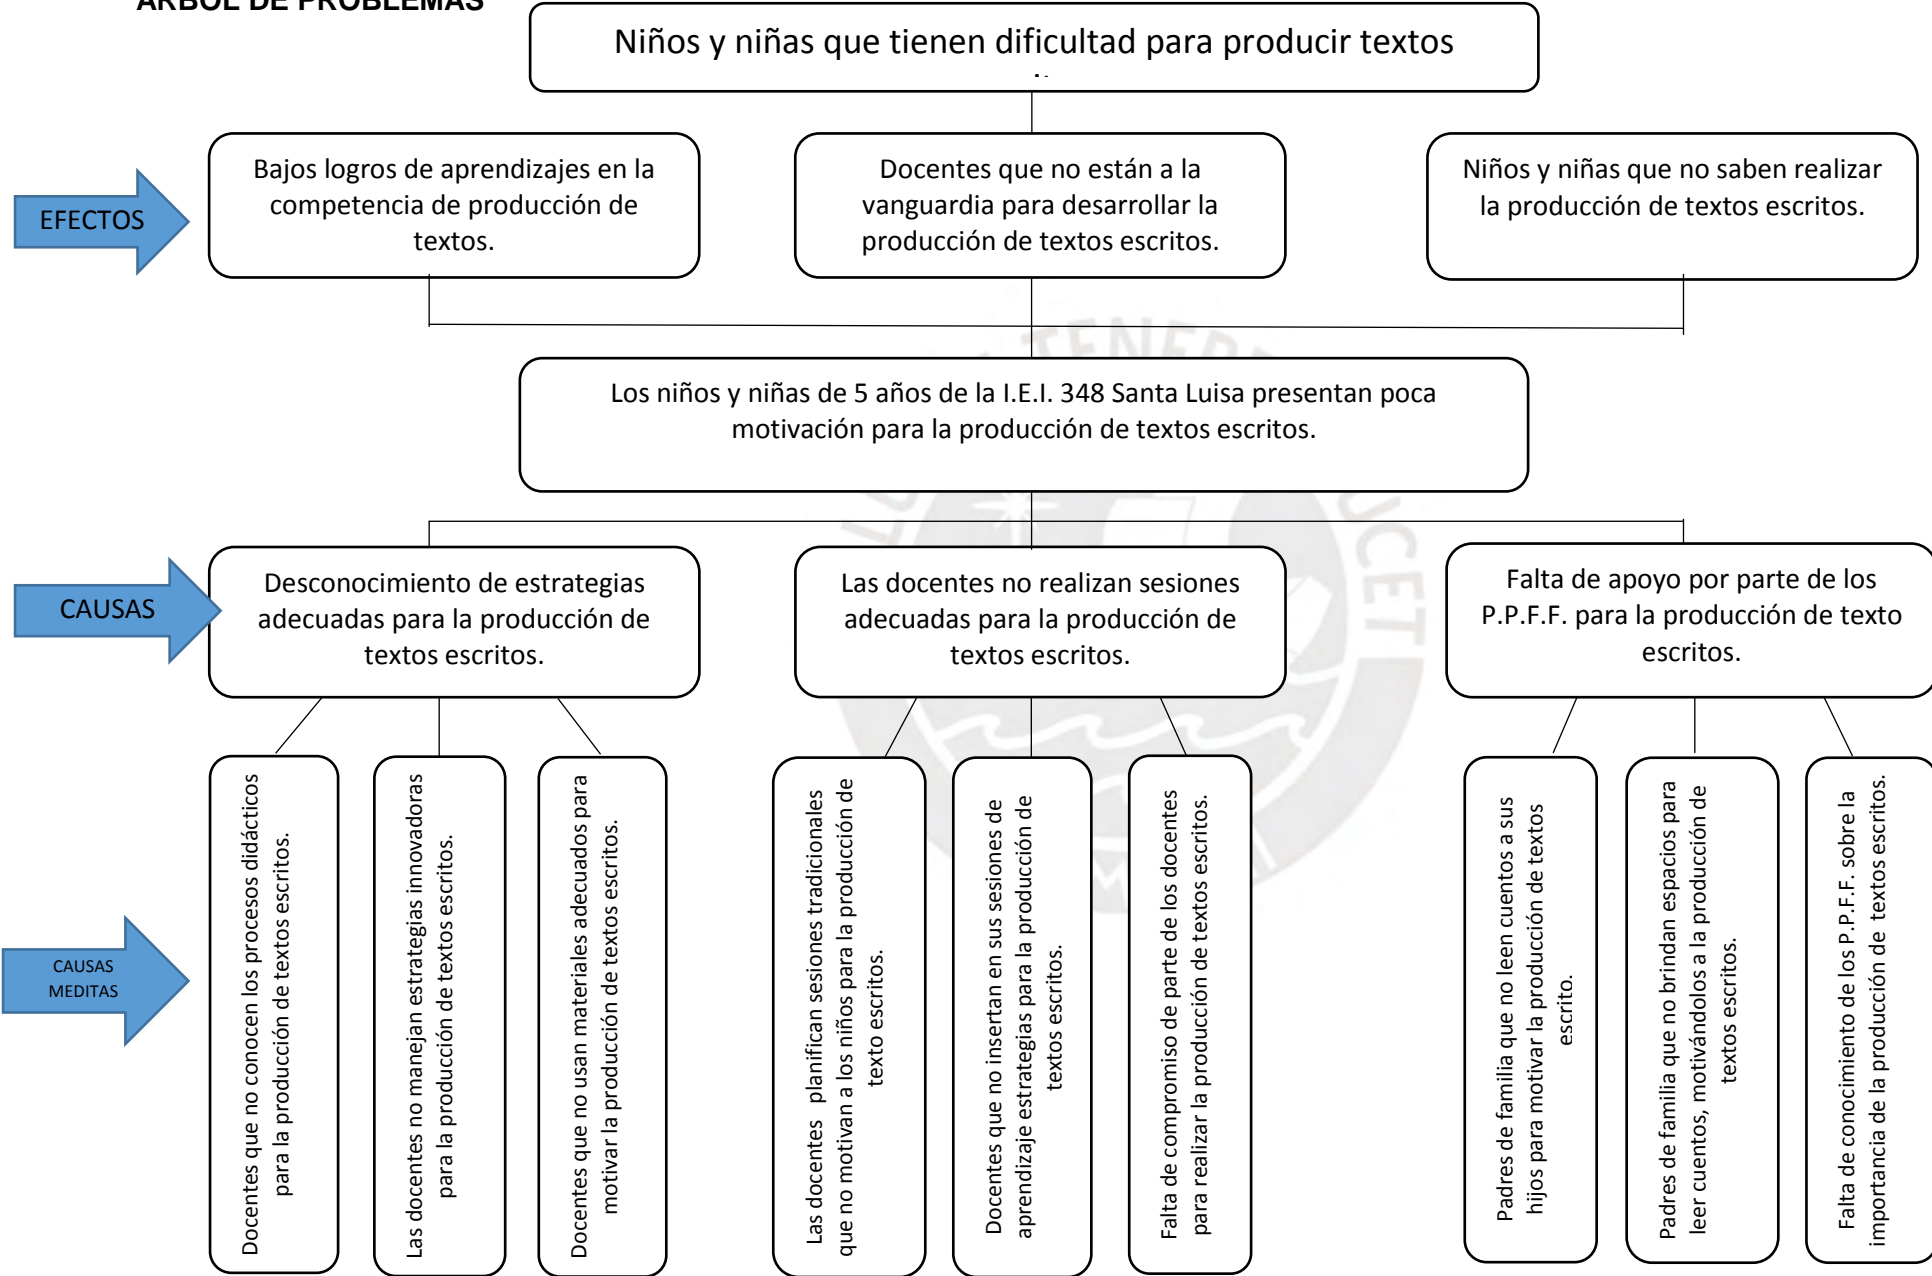 ÁRBOL DE PROBLEMAS
Niños y niñas que tienen dificultad para producir textos
Bajos logros de aprendizajes en la
competencia de producción de
textos.
Docentes que no están a la
vanguardia para desarrollar la
producción de textos escritos.
Niños y niñas que no saben realizar
la producción de textos escritos.
EFECTOS
Los niños y niñas de 5 años de la I.E.I. 348 Santa Luisa presentan poca
motivación para la producción de textos escritos.
CAUSAS
Desconocimiento de estrategias
adecuadas para la producción de
textos escritos.
Las docentes no realizan sesiones
adecuadas para la producción de
textos escritos.
Falta de apoyo por parte de los
P.P.F.F. para la producción de texto
escritos.
CAUSAS
MEDITAS
Docentes que no conocen los procesos didácticos
para la producción de textos escritos.
Las docentes no manejan estrategias innovadoras
para la producción de textos escrito.
Docentes que no usan materiales adecuados para
motivar la producción de textos escritos.
Las docentes planifican sesiones tradicionales
que no motivan a los niños para la producción de
texto escritos.
Docentes que no insertan en sus sesiones de
aprendizaje estrategias para la producción de
textos escritos.
Falta de compromiso de parte de los docentes
para realizar la producción de textos escritos.
Padres de familia que no leen cuentos a sus
hijos para motivar la producción de textos
escrito.
Padres de familia que no brindan espacios para
leer cuentos, motivándolos a la producción de
textos escritos.
Falta de conocimiento de los P.P.F.F. sobre la
importancia de la producción de textos escritos.